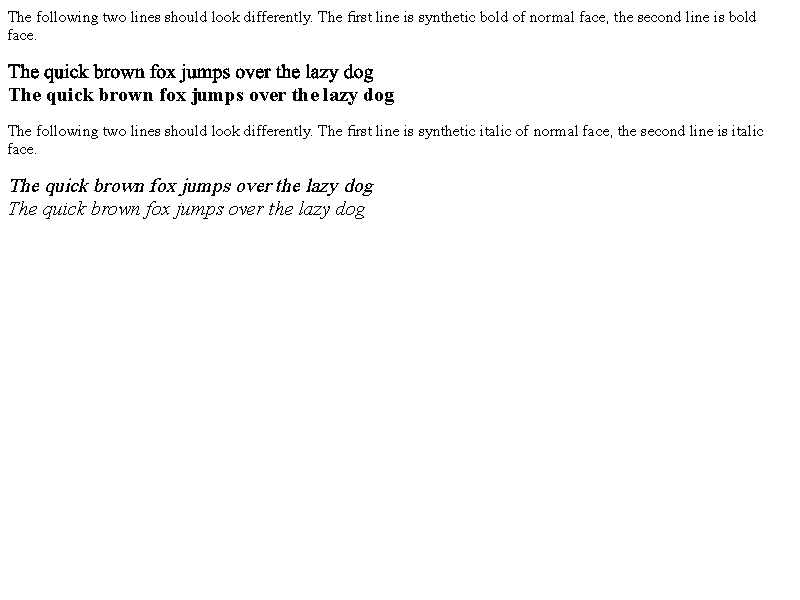 The following two lines should look differently. The first line is synthetic bold of normal face, the second line is bold
face.
The quick brown fox jumps over the lazy dog
The quick brown fox jumps over the lazy dog
The following two lines should look differently. The first line is synthetic italic of normal face, the second line is italic
face.
The quick brown fox jumps over the lazy dog
The quick brown fox jumps over the lazy dog